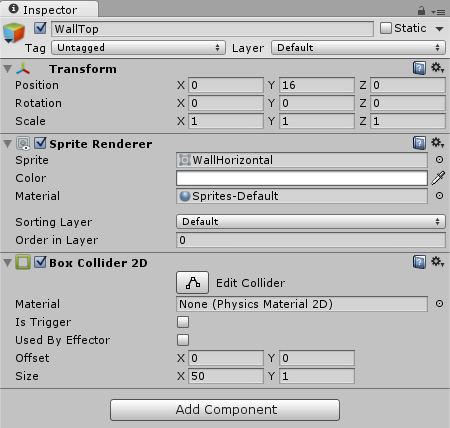 Inspector
WallTop Static
Tag Untagged Layer Default
Transform
Position X 0 Y 16 Z 0
Rotation X 0 Y 0 Z 0
Scale X 1 Y 1 Z 1
Sprite Renderer
Sprite WallHorizontal
Color
Material Sprites-Default
Sorting Layer Default
Order in Layer 0
Box Collider 2D
Edit Collider
Material None (Physics Material 2D)
Is Trigger
Used By Effector
Offset X 0 Y 0
Size X 50 Y 1
Add Component